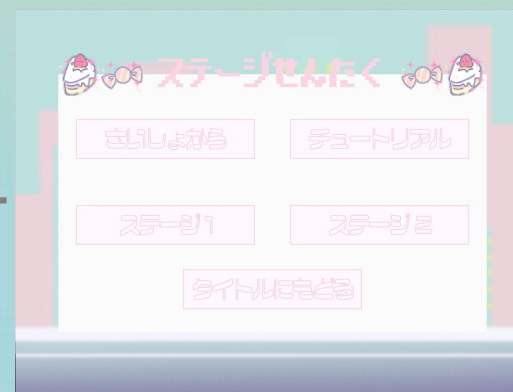 ステージせんたく
さいしょから
チュートリアル
ステージ1
ステージ2
タイトルにもどる